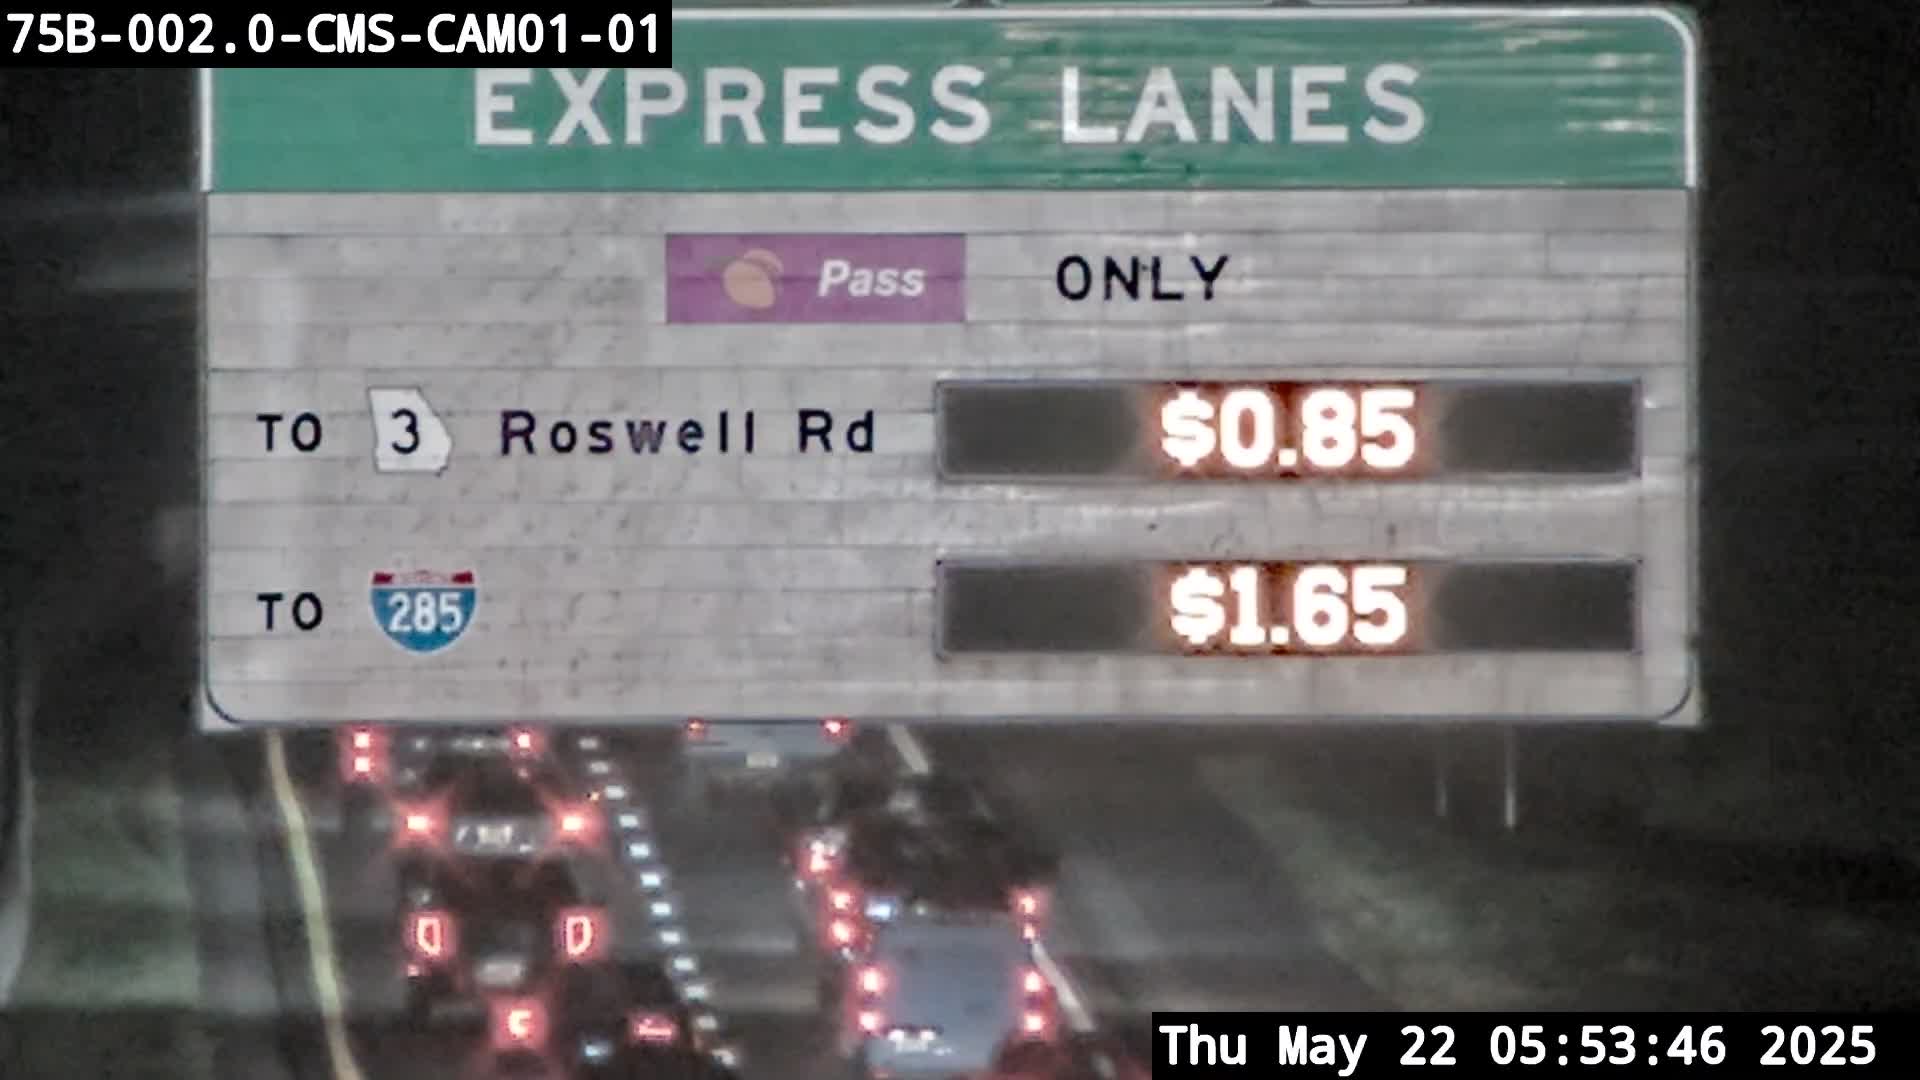 75B-002.0-CMS-CAM01-01
EXPRESS LANES
Pass ONLY
TO 3 Roswell Rd $0.85
TO 285 $1.65
Thu May 22 05:53:46 2025